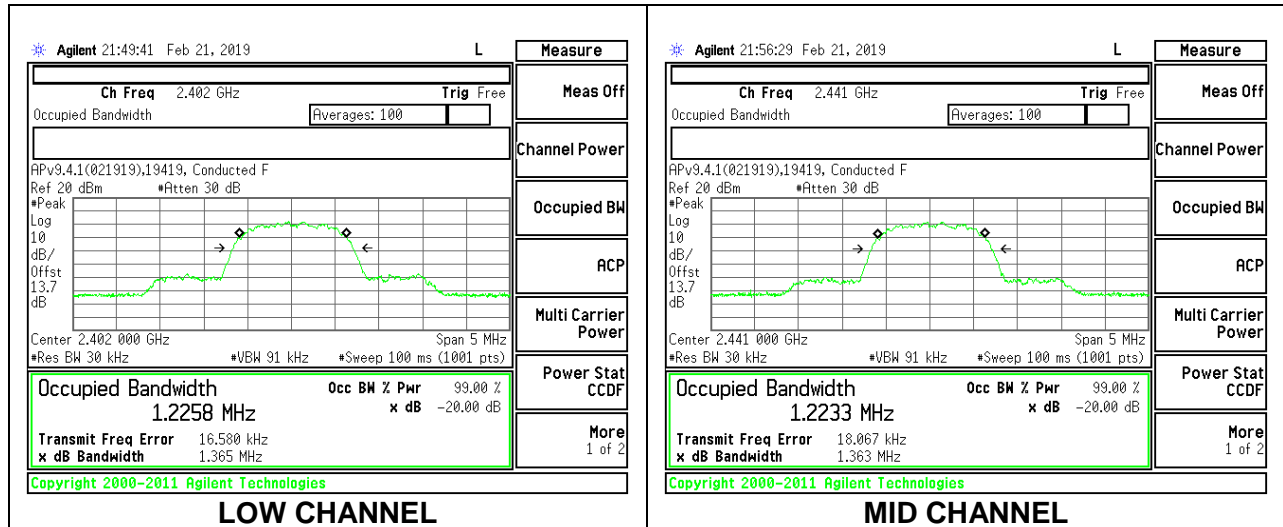 Agilent 21:49:41 Feb 21, 2019 L
Measure
Ch Freq 2.402 GHz Trig Free
Meas Off
Occupied Bandwidth Averages: 100
Channel Power
APv9.4.1(021919),19419, Conducted F
Ref 20 dBm #Atten 30 dB
#Peak
Log
10
dB/
Offst
13.7
dB
Occupied BW
ACP
Multi Carrier
Power
Center 2.402 000 GHz Span 5 MHz
#Res BW 30 kHz #VBW 91 kHz #Sweep 100 ms (1001 pts)
Power Stat
CCDF
Occupied Bandwidth Occ BW % Pwr 99.00 %
1.2258 MHz x dB -20.00 dB
Transmit Freq Error 16.580 kHz
x dB Bandwidth 1.365 MHz
More
1 of 2
Copyright 2000-2011 Agilent Technologies
LOW CHANNEL
Agilent 21:56:29 Feb 21, 2019 L
Measure
Ch Freq 2.441 GHz Trig Free
Meas Off
Occupied Bandwidth Averages: 100
Channel Power
APv9.4.1(021919),19419, Conducted F
Ref 20 dBm #Atten 30 dB
#Peak
Log
10
dB/
Offst
13.7
dB
Occupied BW
ACP
Multi Carrier
Power
Center 2.441 000 GHz Span 5 MHz
#Res BW 30 kHz #VBW 91 kHz #Sweep 100 ms (1001 pts)
Power Stat
CCDF
Occupied Bandwidth Occ BW % Pwr 99.00 %
1.2233 MHz x dB -20.00 dB
Transmit Freq Error 18.067 kHz
x dB Bandwidth 1.363 MHz
More
1 of 2
Copyright 2000-2011 Agilent Technologies
MID CHANNEL